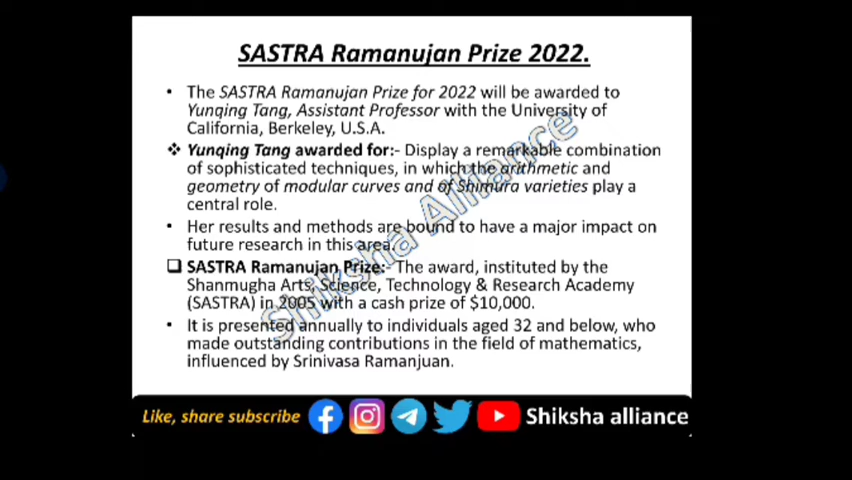 SASTRA Ramanujan Prize 2022.
• The SASTRA Ramanujan Prize for 2022 will be awarded to
Yunqing Tang, Assistant Professor with the University of
California, Berkeley, U.S.A.
❖ Yunqing Tang awarded for:- Display a remarkable combination
of sophisticated techniques, in which the arithmetic and
geometry of modular curves and of Shimura varieties play a
central role.
• Her results and methods are bound to have a major impact on
future research in this area.
❑ SASTRA Ramanujan Prize:- The award, instituted by the
Shanmugha Arts, Science, Technology & Research Academy
(SASTRA) in 2005 with a cash prize of $10,000.
• It is presented annually to individuals aged 32 and below, who
made outstanding contributions in the field of mathematics,
influenced by Srinivasa Ramanjuan.
Shiksha Alliance
Like, share subscribe Shiksha alliance